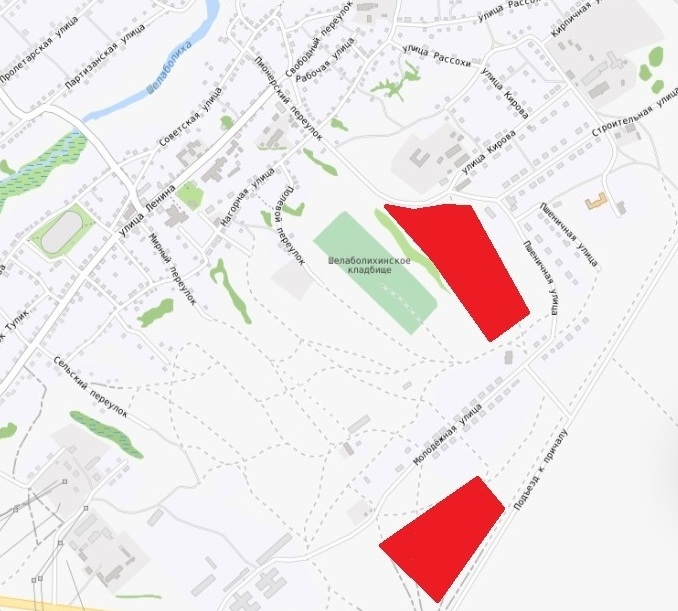 Пролетарская улица
Партизанская улица
Шелаболиха
Свободный переулок
Рабочая улица
улица Рассохи
улица Рассохи
Кирпичная у
Пионерский переулок
улица Кирова
Советская улица
Строительная улица
улица Кирова
улица Ленина
Нагорная улица
Полевой переулок
Пшеничная улица
Мирный переулок
Шелаболихинское
кладбище
Пшеничная улица
к Тупик
Сельский переулок
Молодёжная улица
Подъезд к причалу